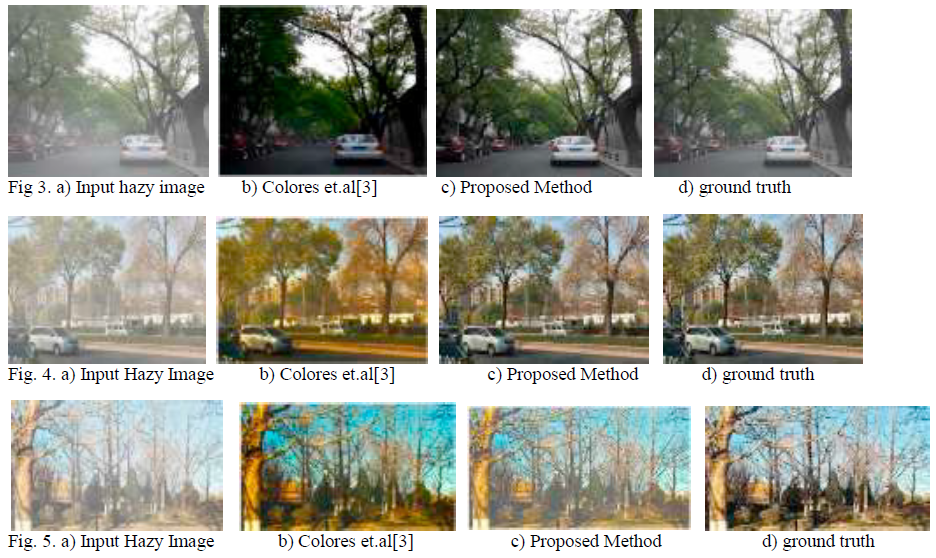 Fig 3. a) Input hazy image b) Colores et.al[3] c) Proposed Method d) ground truth
Fig. 4. a) Input Hazy Image b) Colores et.al[3] c) Proposed Method d) ground truth
Fig. 5. a) Input Hazy Image b) Colores et.al[3] c) Proposed Method d) ground truth